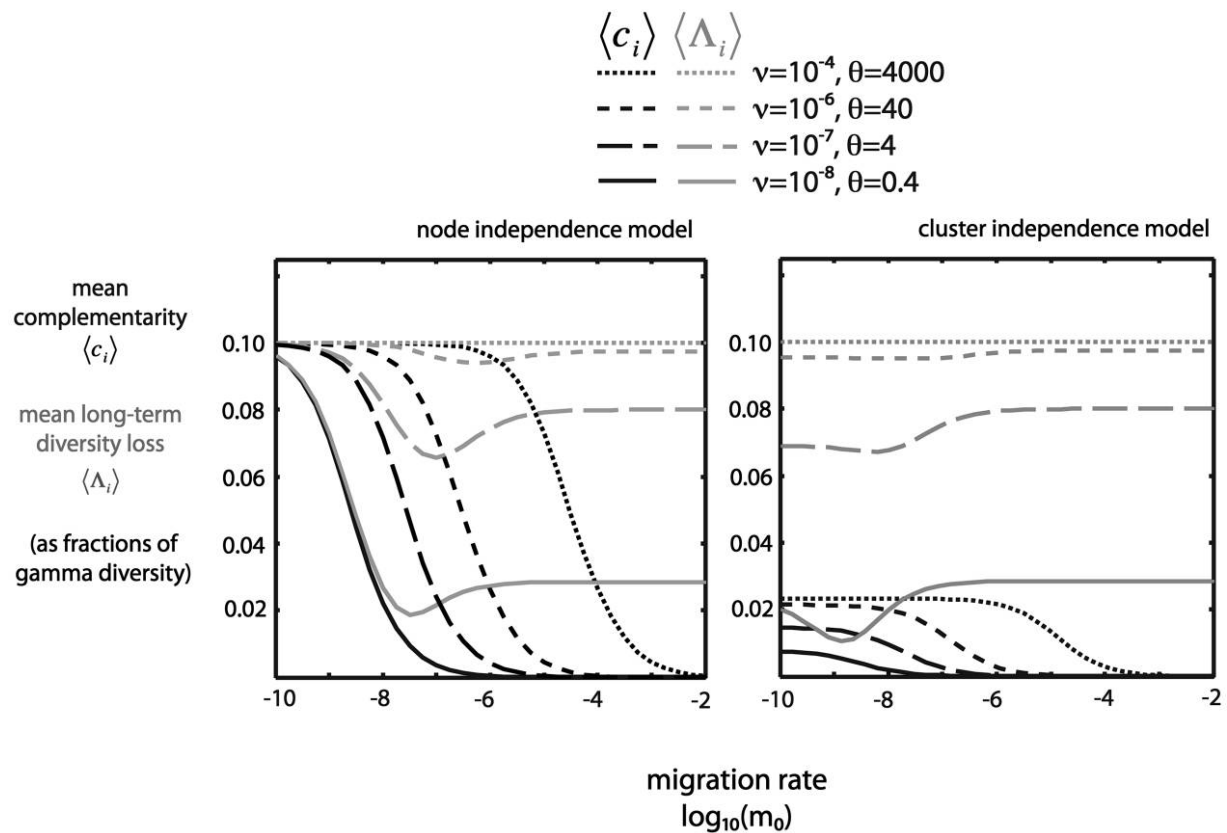 ⟨c_i⟩ ⟨Λ_i⟩
ν=10⁻⁴, θ=4000
ν=10⁻⁶, θ=40
ν=10⁻⁷, θ=4
ν=10⁻⁸, θ=0.4
node independence model
cluster independence model
mean
complementarity
⟨c_i⟩
mean long-term
diversity loss
⟨Λ_i⟩
(as fractions of
gamma diversity)
0.10
0.08
0.06
0.04
0.02
-10 -8 -6 -4 -2
0.10
0.08
0.06
0.04
0.02
-10 -8 -6 -4 -2
migration rate
log₁₀(m₀)